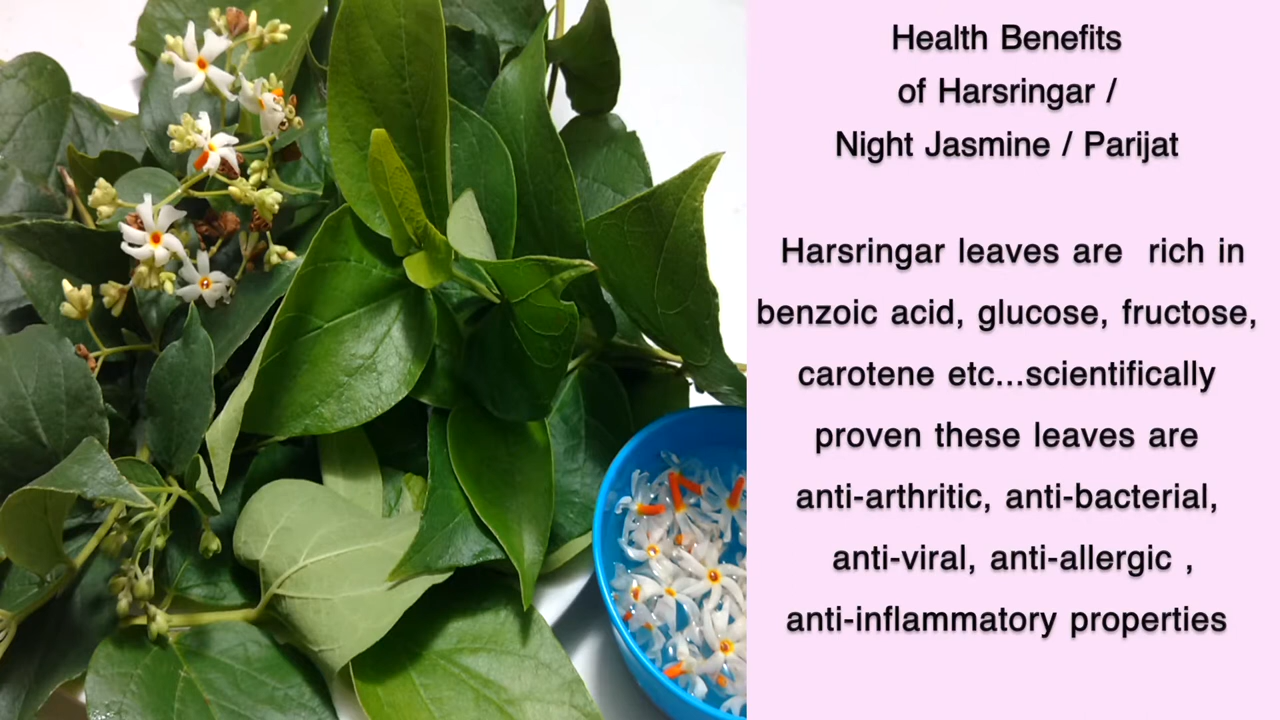 Health Benefits
of Harsringar /
Night Jasmine / Parijat
Harsringar leaves are rich in
benzoic acid, glucose, fructose,
carotene etc...scientifically
proven these leaves are
anti-arthritic, anti-bacterial,
anti-viral, anti-allergic ,
anti-inflammatory properties